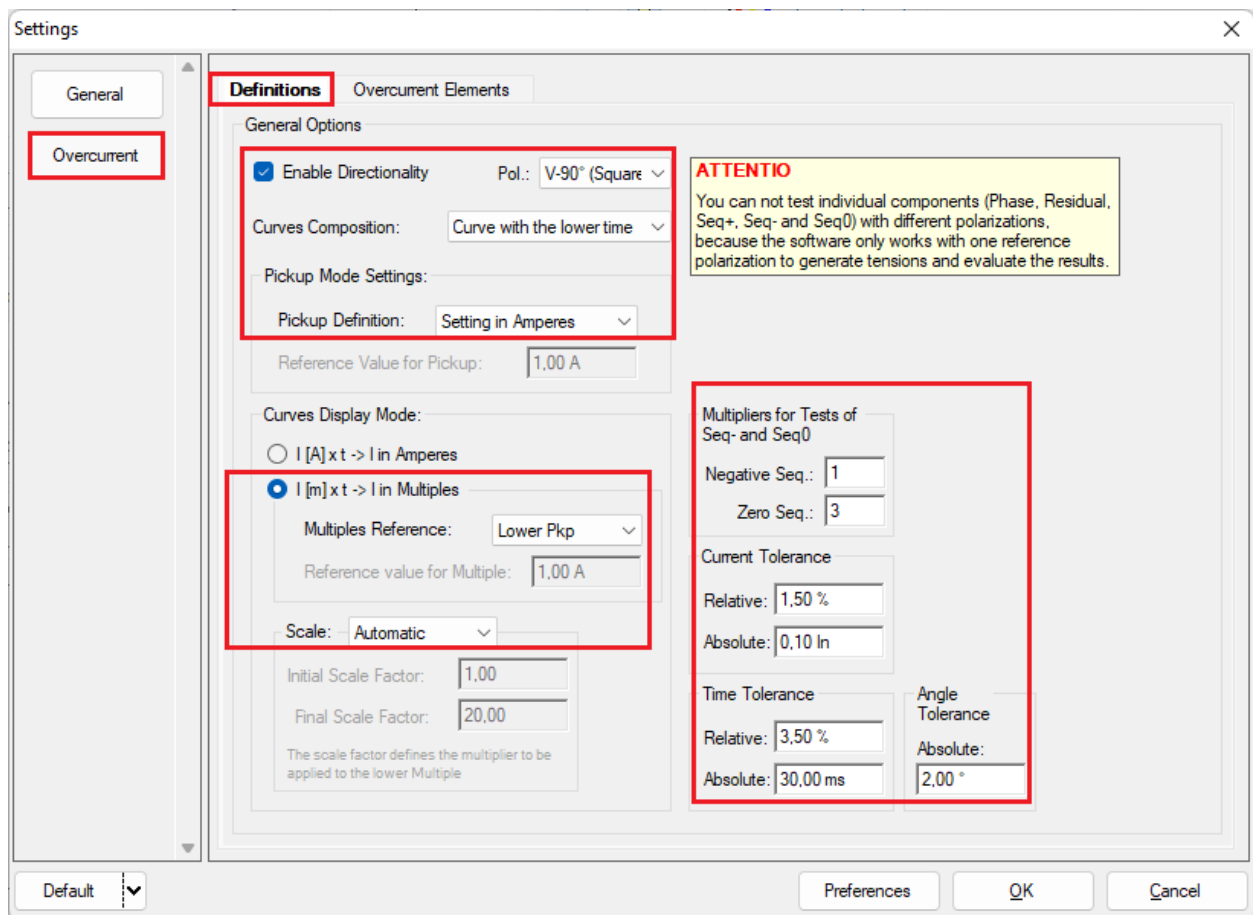 Settings
General
Overcurrent
Definitions
Overcurrent Elements
General Options
Enable Directionality
Pol.: V-90° (Square
Curves Composition: Curve with the lower time
Pickup Mode Settings:
Pickup Definition: Setting in Amperes
Reference Value for Pickup: 1,00 A
ATTENTIO
You can not test individual components (Phase, Residual,
Seq+, Seq- and Seq0) with different polarizations,
because the software only works with one reference
polarization to generate tensions and evaluate the results.
Curves Display Mode:
I [A] x t -> I in Amperes
I [m] x t -> I in Multiples
Multiples Reference: Lower Pkp
Reference value for Multiple: 1,00 A
Scale: Automatic
Initial Scale Factor: 1,00
Final Scale Factor: 20,00
The scale factor defines the multiplier to be
applied to the lower Multiple
Multipliers for Tests of
Seq- and Seq0
Negative Seq.: 1
Zero Seq.: 3
Current Tolerance
Relative: 1,50 %
Absolute: 0,10 In
Time Tolerance
Relative: 3,50 %
Absolute: 30,00 ms
Angle
Tolerance
Absolute:
2,00 °
Default
Preferences
OK
Cancel